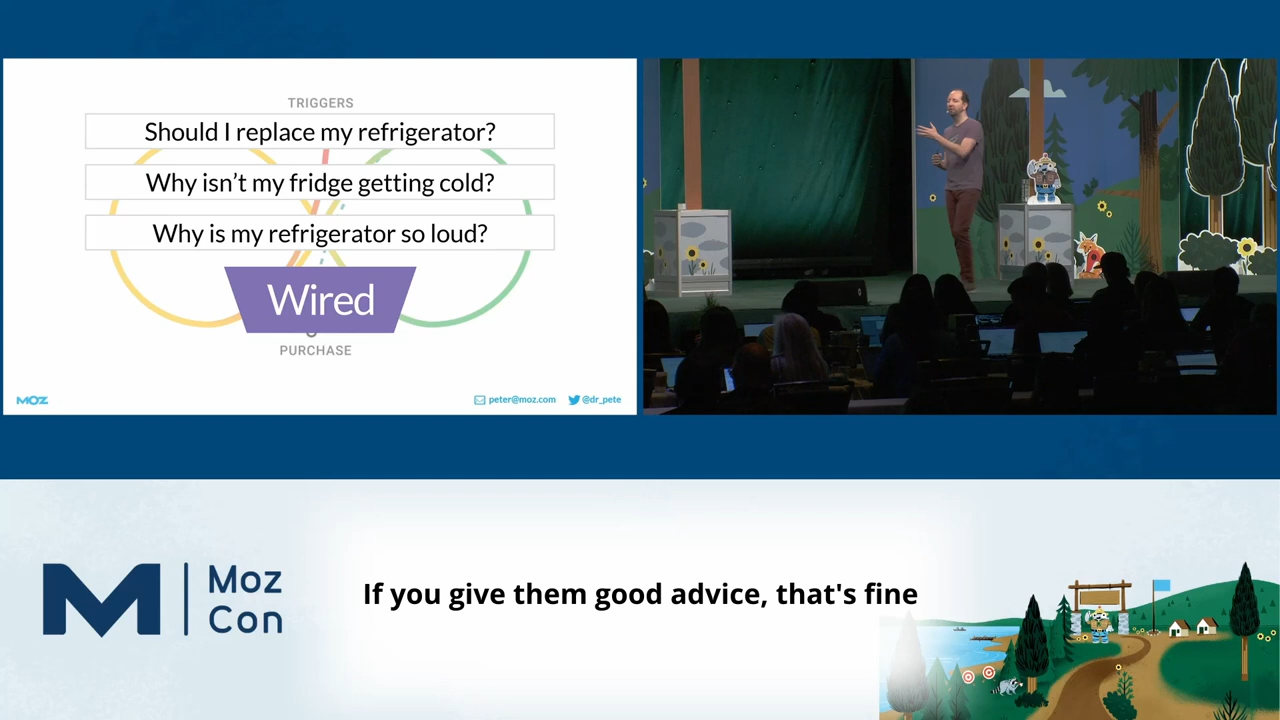 TRIGGERS
Should I replace my refrigerator?
Why isn't my fridge getting cold?
Why is my refrigerator so loud?
Wired
PURCHASE
MOZ
peter@moz.com
@dr_pete
M
Moz
Con
If you give them good advice, that's fine